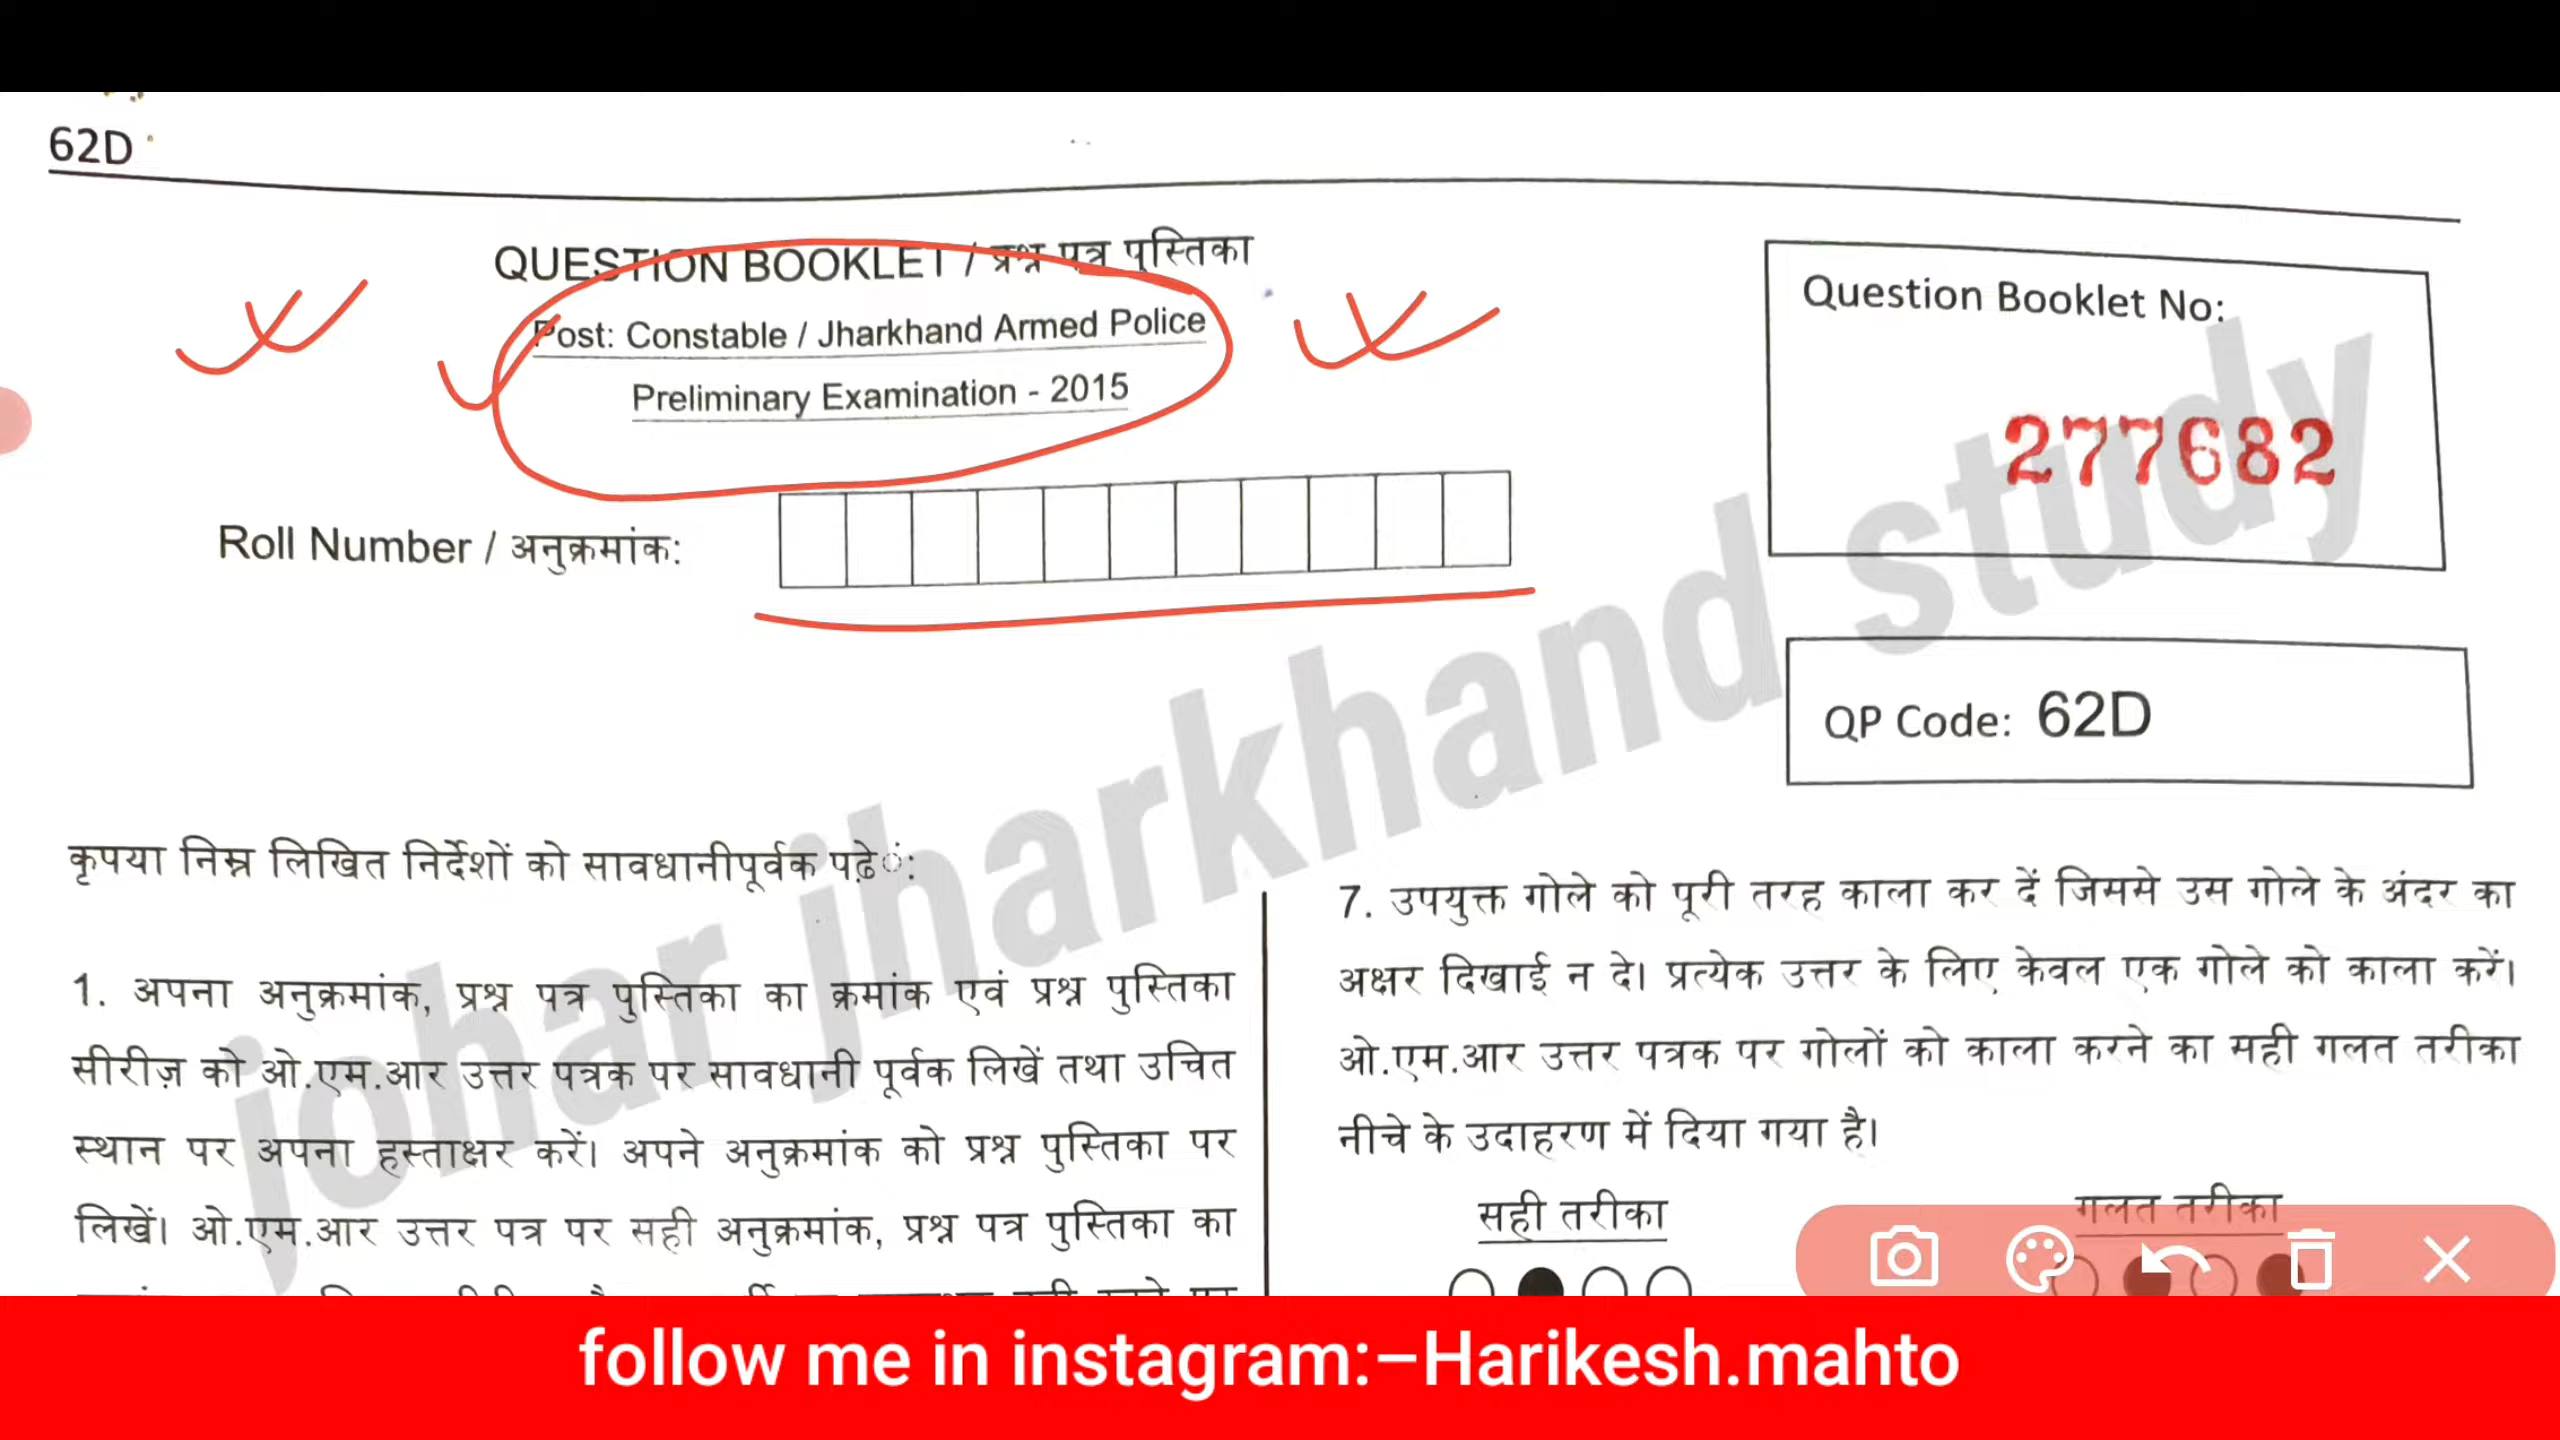 62D
QUESTION BOOKLET / प्रश्न पत्र पुस्तिका
Post: Constable / Jharkhand Armed Police
Preliminary Examination - 2015
Question Booklet No:
277682
Roll Number / अनुक्रमांक:
QP Code: 62D
johar jharkhand study
कृपया निम्न लिखित निर्देशों को सावधानीपूर्वक पढ़ें:
1. अपना अनुक्रमांक, प्रश्न पत्र पुस्तिका का क्रमांक एवं प्रश्न पुस्तिका
सीरीज़ को ओ.एम.आर उत्तर पत्रक पर सावधानी पूर्वक लिखें तथा उचित
स्थान पर अपना हस्ताक्षर करें। अपने अनुक्रमांक को प्रश्न पुस्तिका पर
लिखें। ओ.एम.आर उत्तर पत्र पर सही अनुक्रमांक, प्रश्न पत्र पुस्तिका का
7. उपयुक्त गोले को पूरी तरह काला कर दें जिससे उस गोले के अंदर का
अक्षर दिखाई न दे। प्रत्येक उत्तर के लिए केवल एक गोले को काला करें।
ओ.एम.आर उत्तर पत्रक पर गोलों को काला करने का सही गलत तरीका
नीचे के उदाहरण में दिया गया है।
सही तरीका
गलत तरीका
follow me in instagram:–Harikesh.mahto